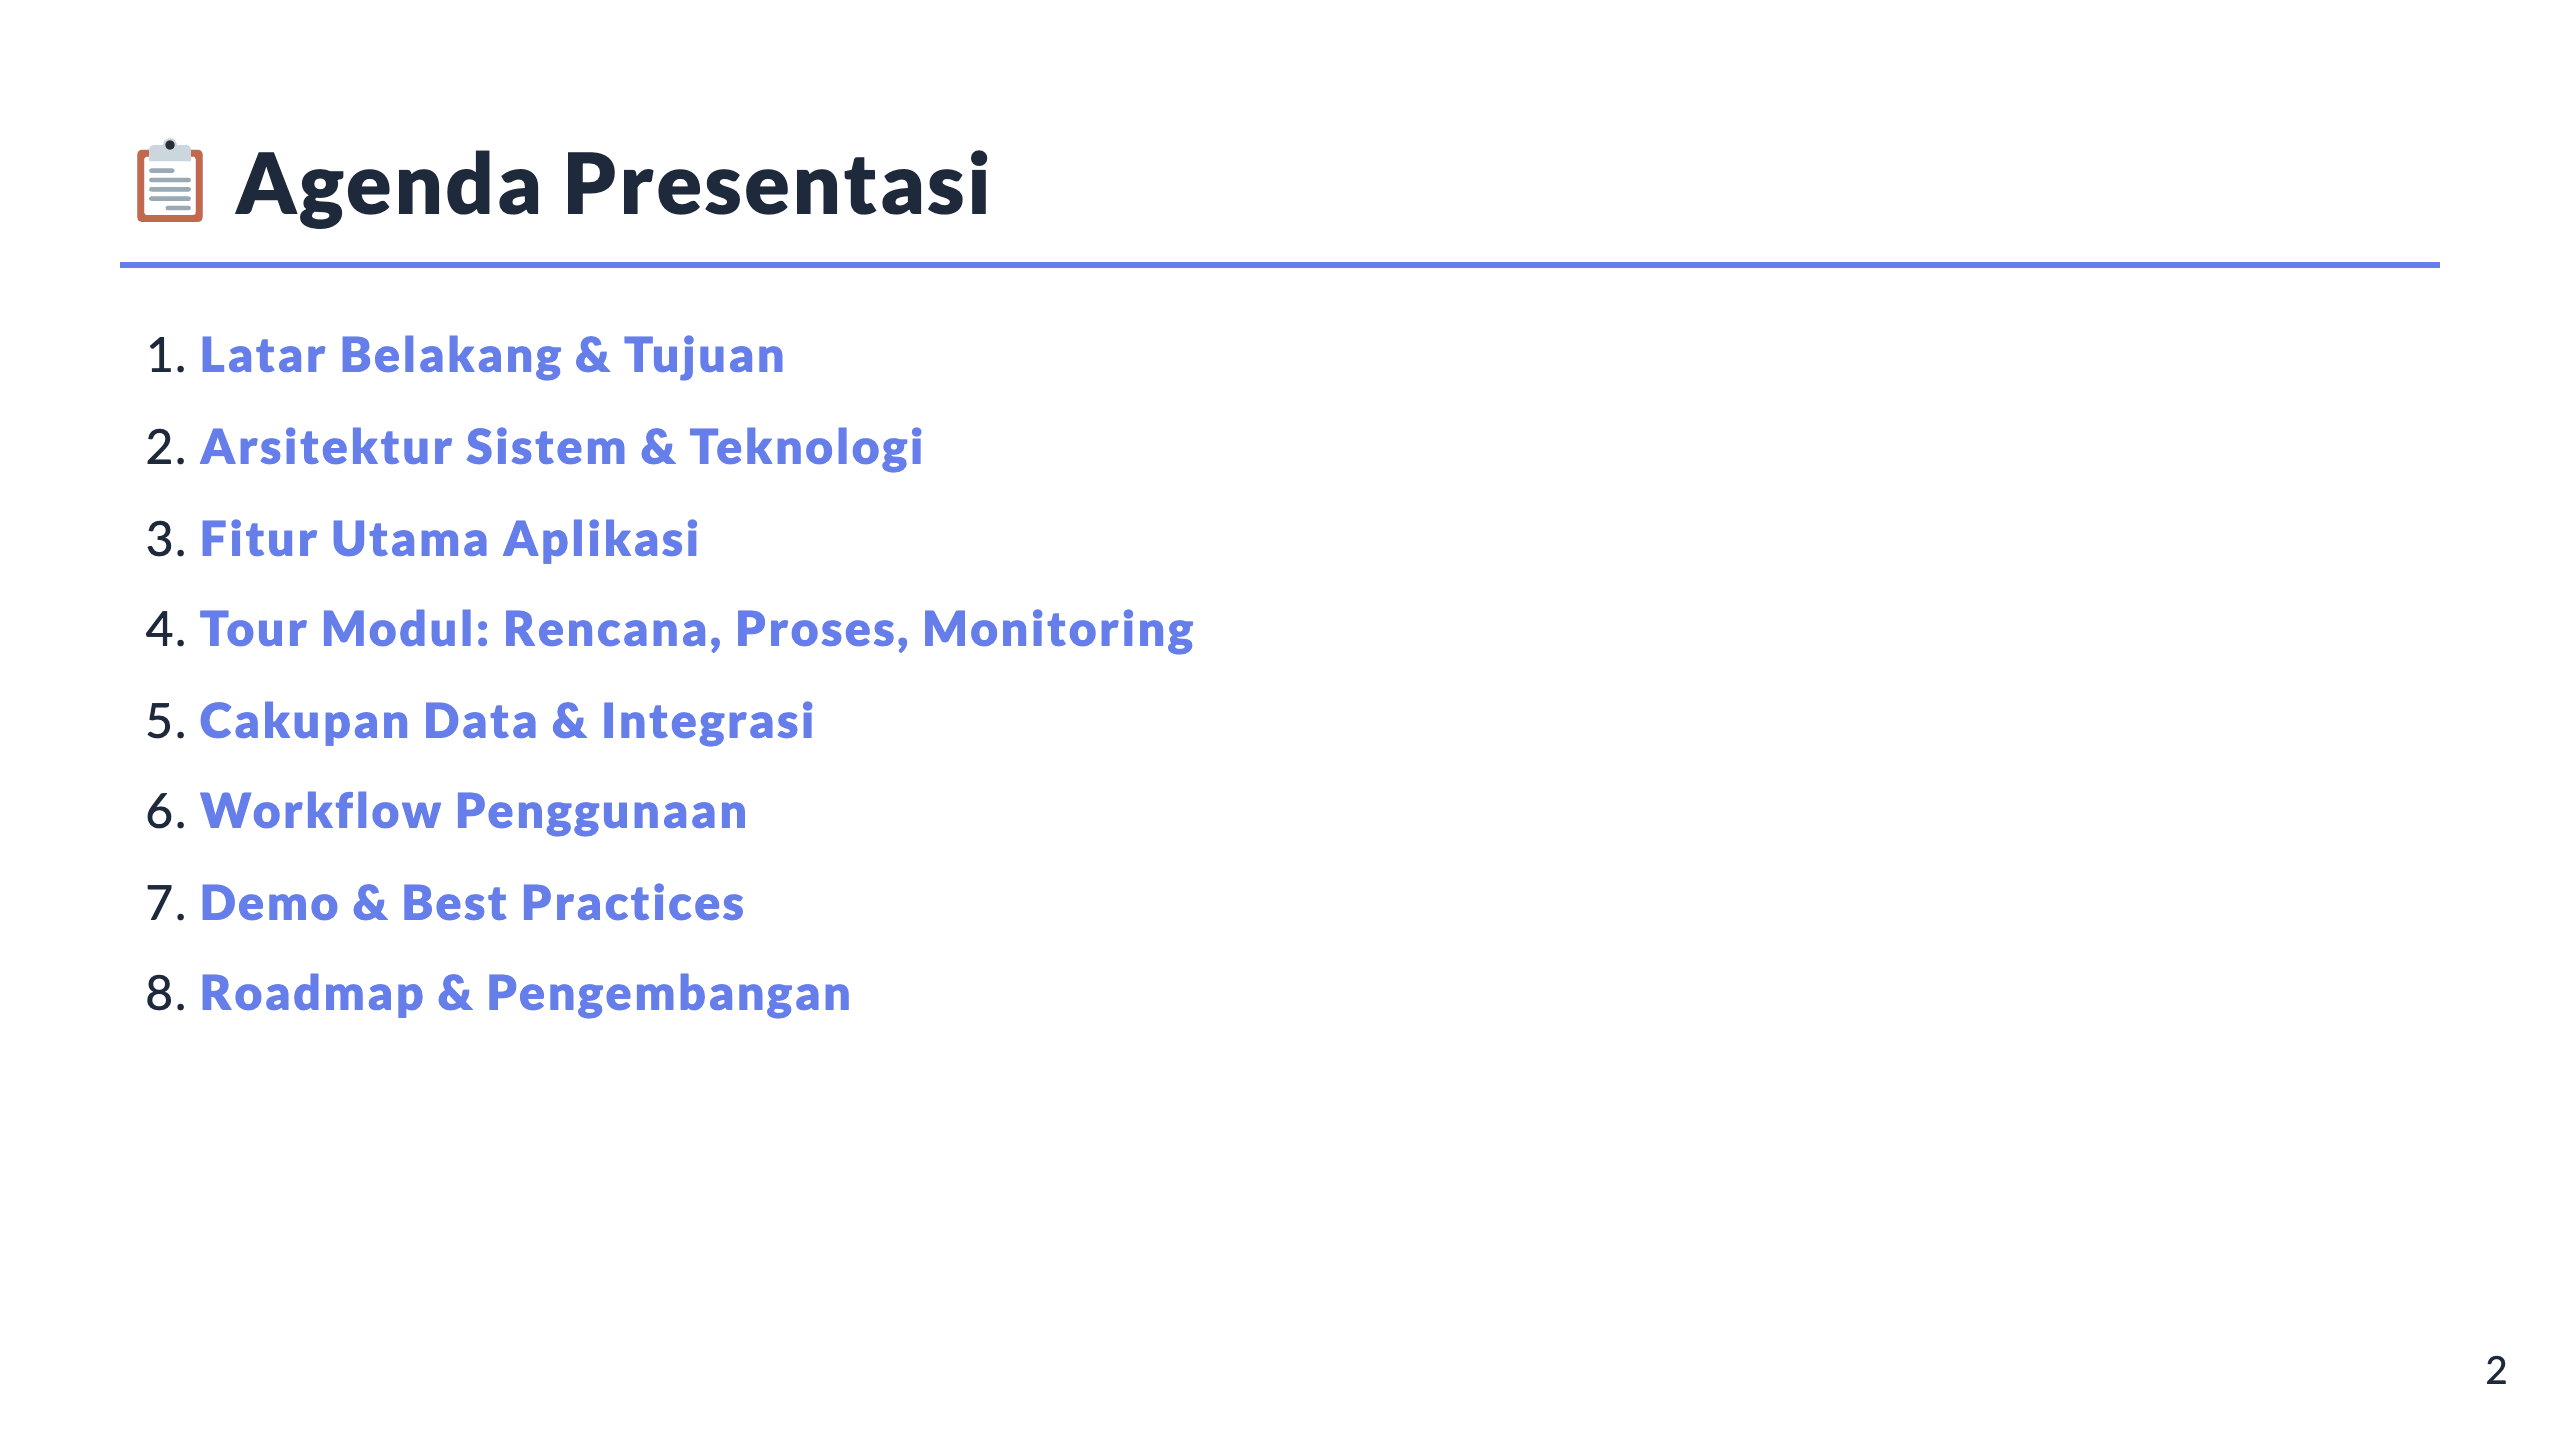 Agenda Presentasi
1. Latar Belakang & Tujuan
2. Arsitektur Sistem & Teknologi
3. Fitur Utama Aplikasi
4. Tour Modul: Rencana, Proses, Monitoring
5. Cakupan Data & Integrasi
6. Workflow Penggunaan
7. Demo & Best Practices
8. Roadmap & Pengembangan
2